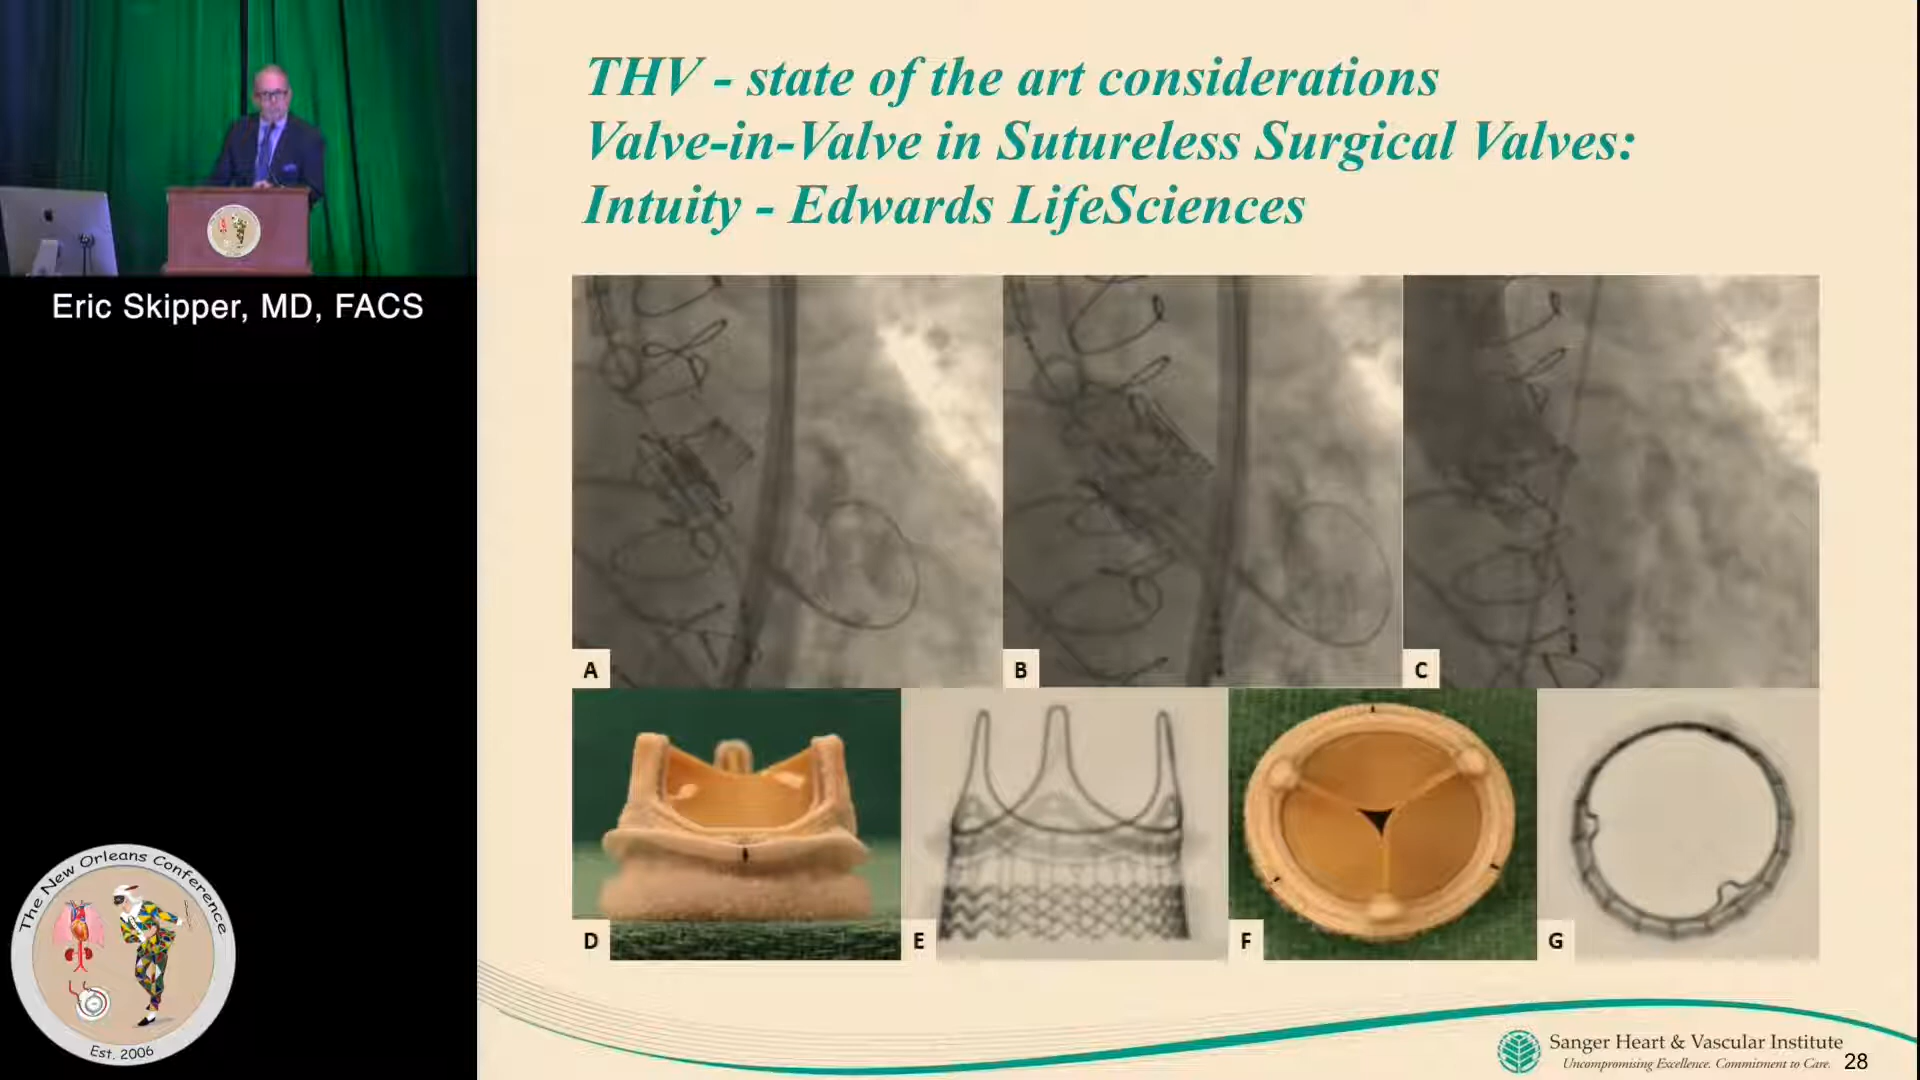 THV - state of the art considerations
Valve-in-Valve in Sutureless Surgical Valves:
Intuity - Edwards LifeSciences
Eric Skipper, MD, FACS
A
B
C
D
E
F
G
The New Orleans Conference
Est. 2006
Sanger Heart & Vascular Institute
Uncompromising Excellence. Commitment to Care.
28